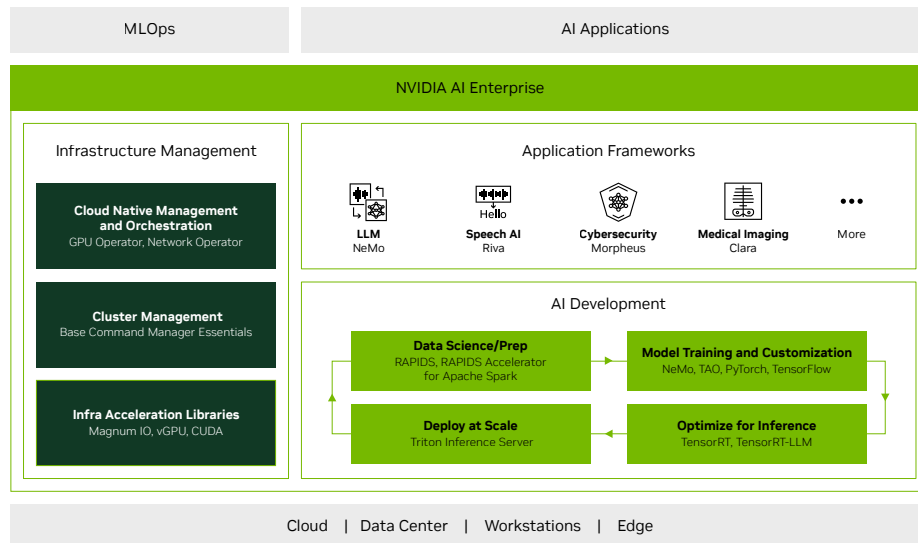 MLOps
AI Applications
NVIDIA AI Enterprise
Infrastructure Management
Cloud Native Management
and Orchestration
GPU Operator, Network Operator
Cluster Management
Base Command Manager Essentials
Infra Acceleration Libraries
Magnum IO, vGPU, CUDA
Application Frameworks
LLM
NeMo
Hello
Speech AI
Riva
Cybersecurity
Morpheus
Medical Imaging
Clara
•••
More
AI Development
Data Science/Prep
RAPIDS, RAPIDS Accelerator
for Apache Spark
Model Training and Customization
NeMo, TAO, PyTorch, TensorFlow
Deploy at Scale
Triton Inference Server
Optimize for Inference
TensorRT, TensorRT-LLM
Cloud | Data Center | Workstations | Edge